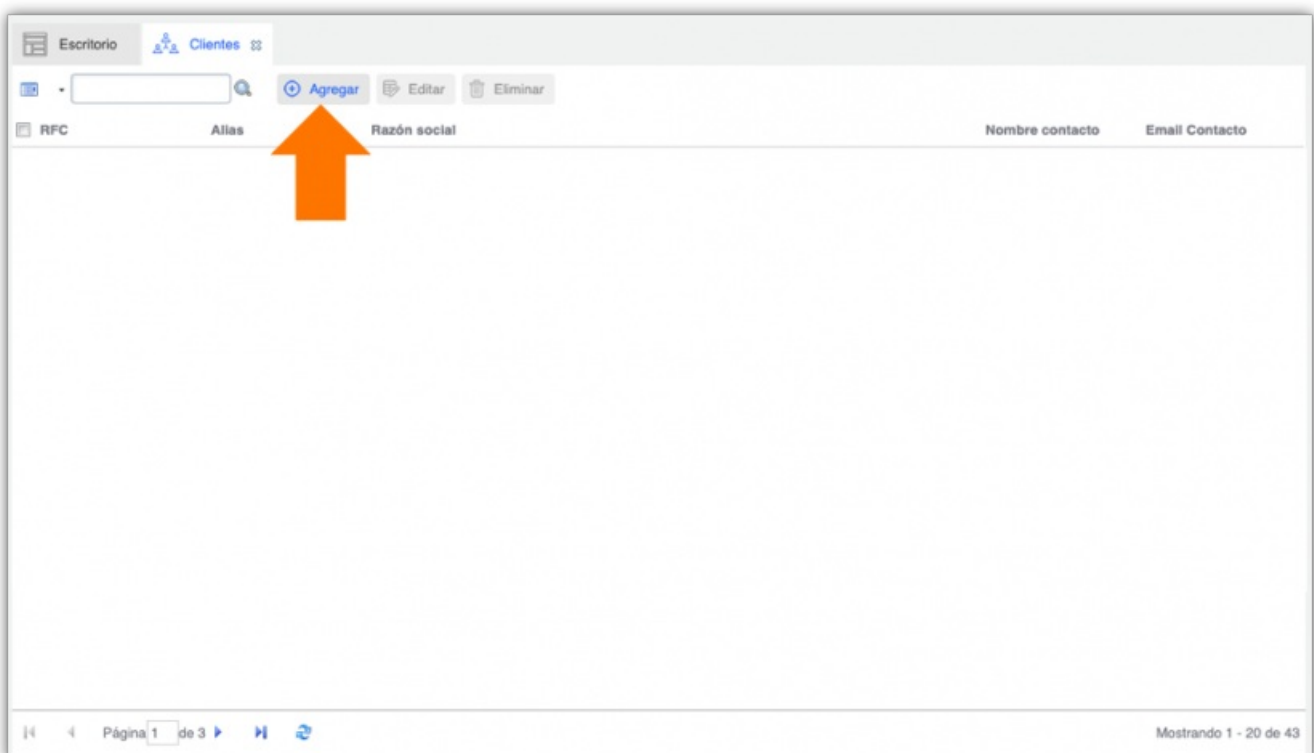 Escritorio Clientes
Agregar Editar Eliminar
RFC Alias Razón social Nombre contacto Email Contacto
Página 1 de 3 Mostrando 1 - 20 de 43